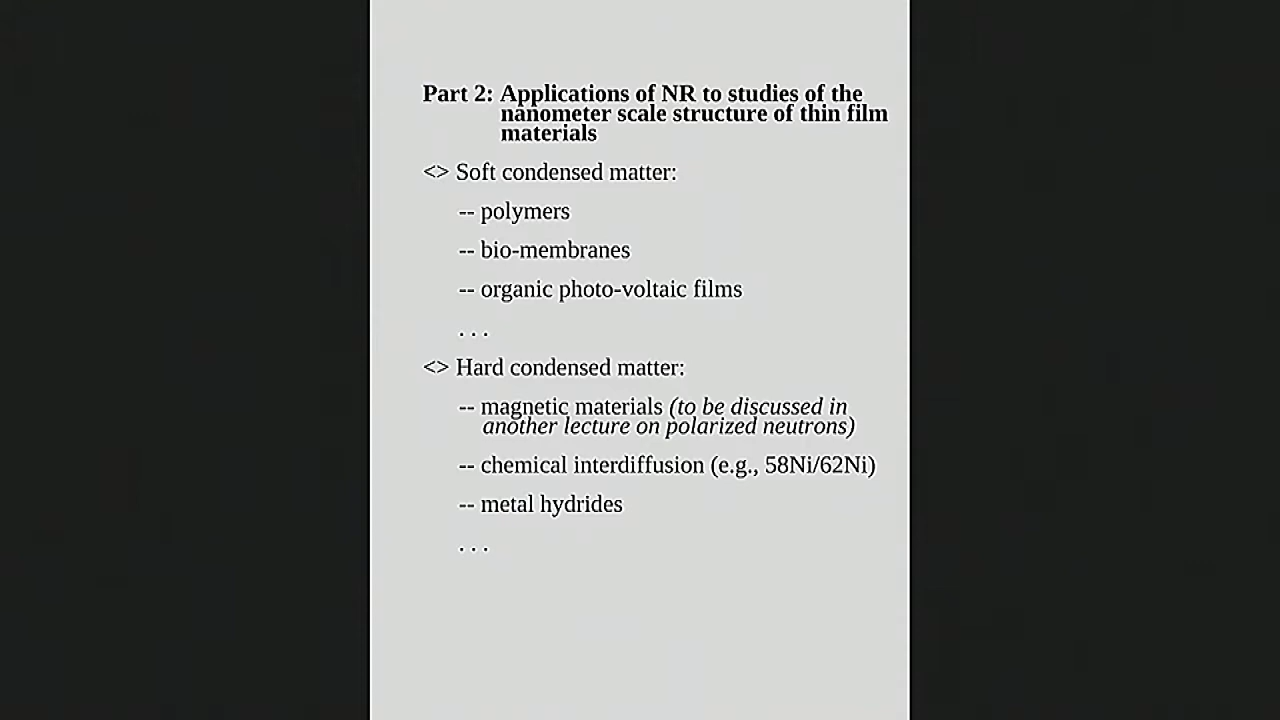 Part 2: Applications of NR to studies of the
nanometer scale structure of thin film
materials
<> Soft condensed matter:
-- polymers
-- bio-membranes
-- organic photo-voltaic films
. . .
<> Hard condensed matter:
-- magnetic materials (to be discussed in
another lecture on polarized neutrons)
-- chemical interdiffusion (e.g., 58Ni/62Ni)
-- metal hydrides
. . .